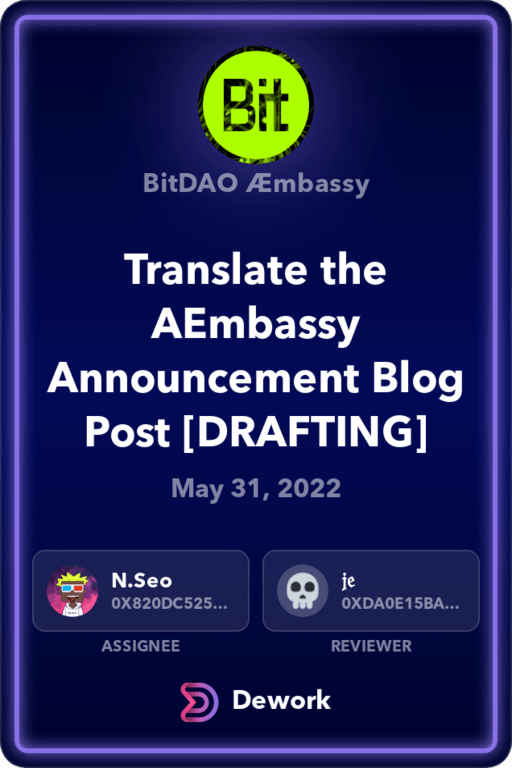 Bit
BitDAO Æmbassy
Translate the
AEmbassy
Announcement Blog
Post [DRAFTING]
May 31, 2022
N.Seo
0X820DC525...
ASSIGNEE
je
0XDA0E15BA...
REVIEWER
Dework